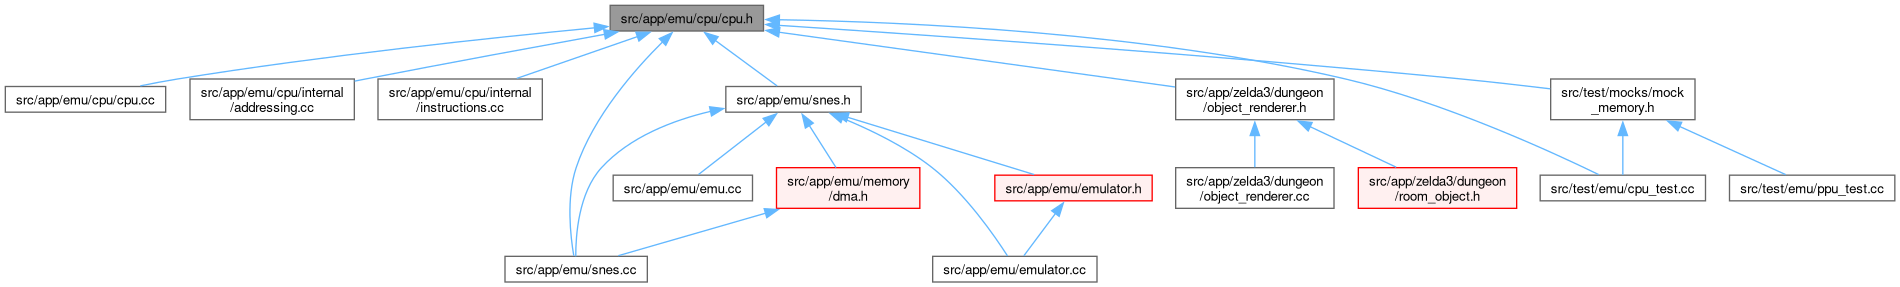 src/app/emu/cpu/cpu.h
src/app/emu/cpu/cpu.cc
src/app/emu/cpu/internal
/addressing.cc
src/app/emu/cpu/internal
/instructions.cc
src/app/emu/snes.h
src/app/zelda3/dungeon
/object_renderer.h
src/test/mocks/mock
_memory.h
src/app/emu/emu.cc
src/app/emu/memory
/dma.h
src/app/emu/emulator.h
src/app/zelda3/dungeon
/object_renderer.cc
src/app/zelda3/dungeon
/room_object.h
src/test/emu/cpu_test.cc
src/test/emu/ppu_test.cc
src/app/emu/snes.cc
src/app/emu/emulator.cc